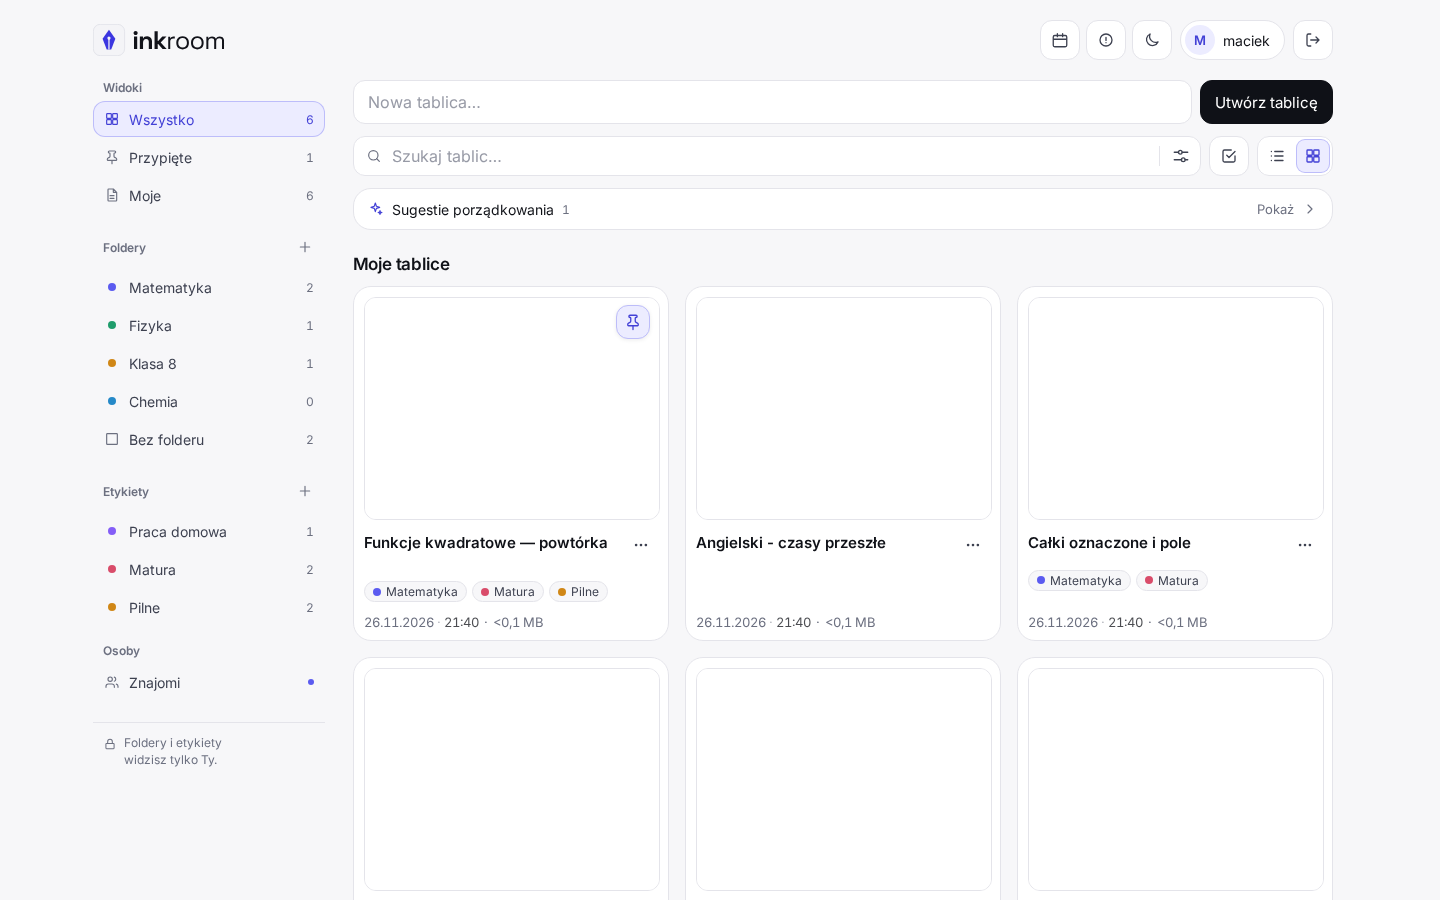 inkroom
M maciek
Widoki
Wszystko 6
Przypięte 1
Moje 6
Foldery
Matematyka 2
Fizyka 1
Klasa 8 1
Chemia 0
Bez folderu 2
Etykiety
Praca domowa 1
Matura 2
Pilne 2
Osoby
Znajomi
Foldery i etykiety
widzisz tylko Ty.
Nowa tablica...
Utwórz tablicę
Szukaj tablic...
Sugestie porządkowania 1
Pokaż
Moje tablice
Funkcje kwadratowe — powtórka
Matematyka Matura Pilne
26.11.2026 · 21:40 · <0,1 MB
Angielski - czasy przeszłe
26.11.2026 · 21:40 · <0,1 MB
Całki oznaczone i pole
Matematyka Matura
26.11.2026 · 21:40 · <0,1 MB